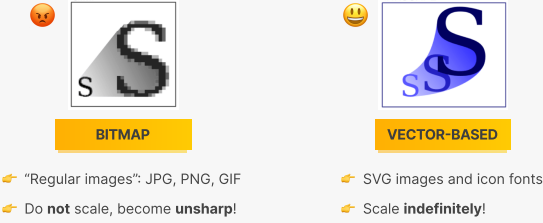 S S
S S S
BITMAP
VECTOR-BASED
👉 “Regular images”: JPG, PNG, GIF
👉 Do not scale, become unsharp!
👉 SVG images and icon fonts
👉 Scale indefinitely!